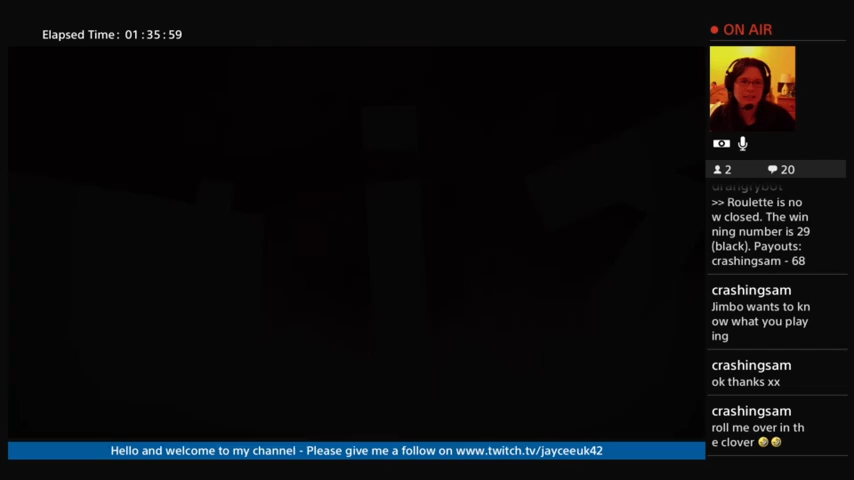 Elapsed Time: 01:35:59
ON AIR
2
20
drangrybot
>> Roulette is no
w closed. The win
ning number is 29
(black). Payouts:
crashingsam - 68
crashingsam
Jimbo wants to kn
ow what you play
ing
crashingsam
ok thanks xx
crashingsam
roll me over in th
e clover 🤣🤣
Hello and welcome to my channel - Please give me a follow on www.twitch.tv/jayceeuk42